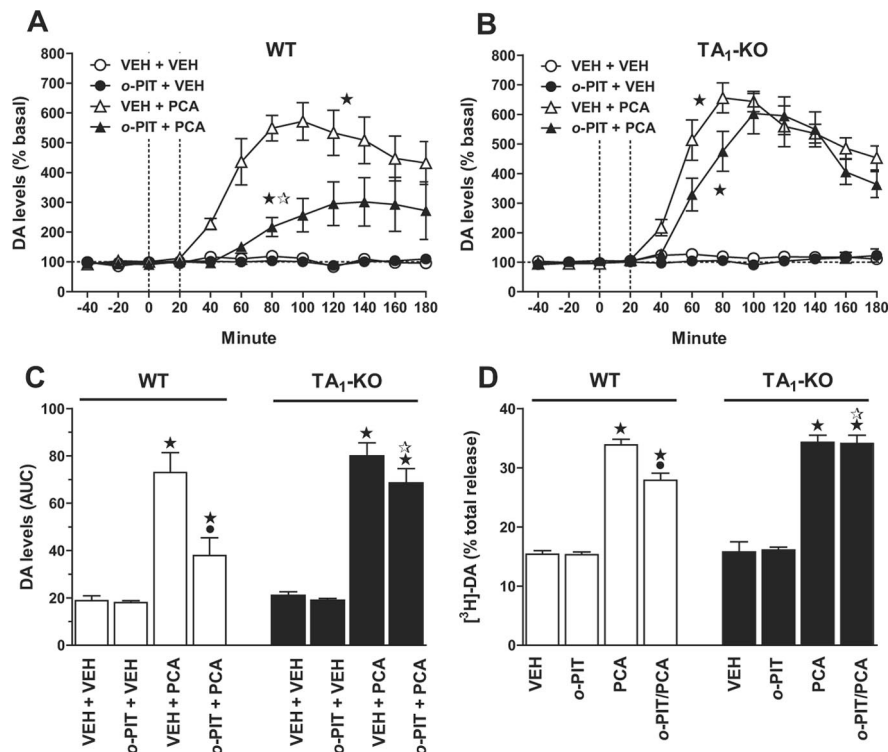 A
WT
VEH + VEH
o-PIT + VEH
VEH + PCA
o-PIT + PCA
DA levels (% basal)
800
700
600
500
400
300
200
100
0
-40 -20 0 20 40 60 80 100 120 140 160 180
Minute
B
TA₁-KO
VEH + VEH
o-PIT + VEH
VEH + PCA
o-PIT + PCA
DA levels (% basal)
800
700
600
500
400
300
200
100
0
-40 -20 0 20 40 60 80 100 120 140 160 180
Minute
C
WT TA₁-KO
DA levels (AUC)
100
80
60
40
20
0
VEH + VEH
o-PIT + VEH
VEH + PCA
o-PIT + PCA
VEH + VEH
o-PIT + VEH
VEH + PCA
o-PIT + PCA
D
WT TA₁-KO
[³H]-DA (% total release)
40
30
20
10
0
VEH
o-PIT
PCA
o-PIT/PCA
VEH
o-PIT
PCA
o-PIT/PCA